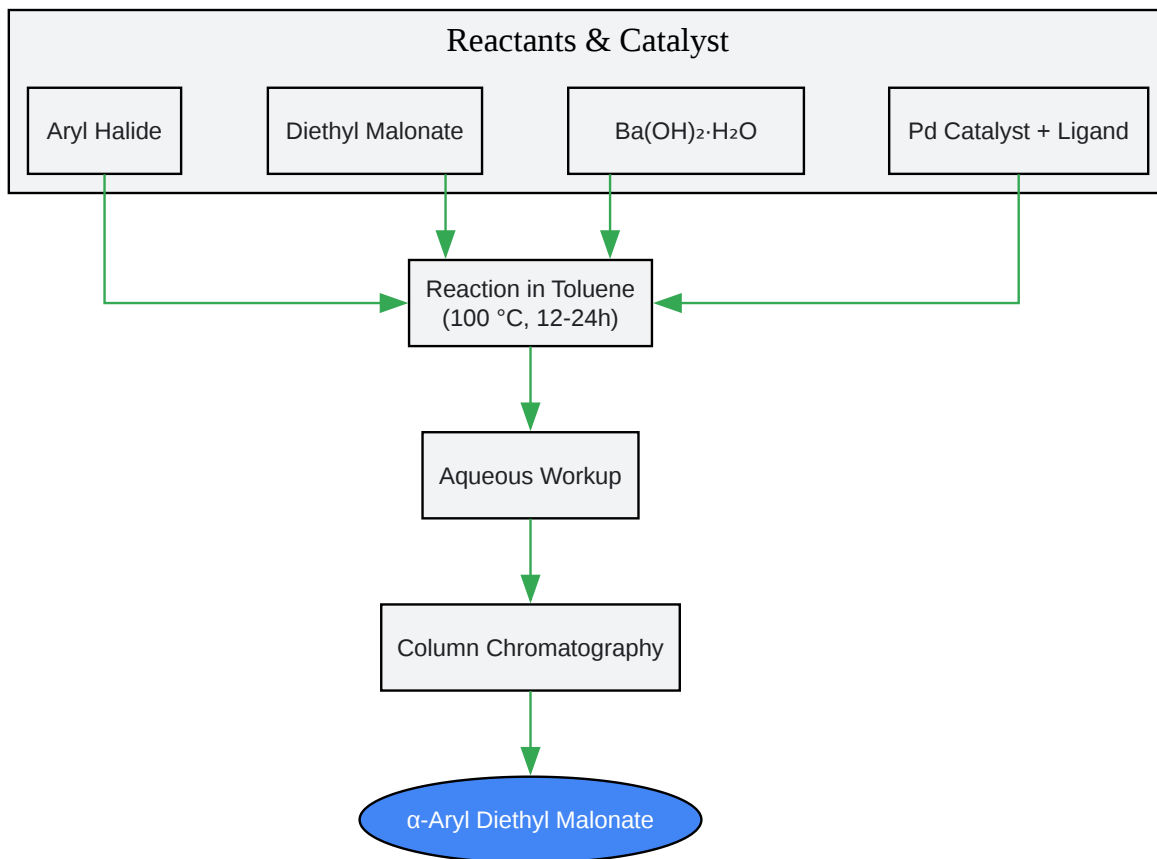 Reactants & Catalyst
Aryl Halide
Diethyl Malonate
Ba(OH)₂·H₂O
Pd Catalyst + Ligand
Reaction in Toluene
(100 °C, 12-24h)
Aqueous Workup
Column Chromatography
α-Aryl Diethyl Malonate